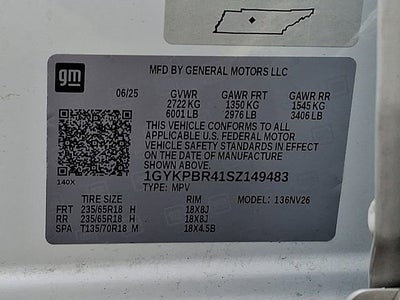 gm
MFD BY GENERAL MOTORS LLC
06/25 GVWR GAWR FRT GAWR RR
2722 KG 1350 KG 1545 KG
6001 LB 2976 LB 3406 LB
THIS VEHICLE CONFORMS TO ALL
APPLICABLE U.S. FEDERAL MOTOR
VEHICLE SAFETY STANDARDS IN
EFFECT ON THE DATE OF MANUFACTURE
SHOWN ABOVE.
140X
1GYKPBR41SZ149483
TYPE: MPV
TIRE SIZE RIM MODEL: 136NV26
FRT 235/65R18 H 18X8J
RR 235/65R18 H 18X8J
SPA T135/70R18 M 18X4.5B